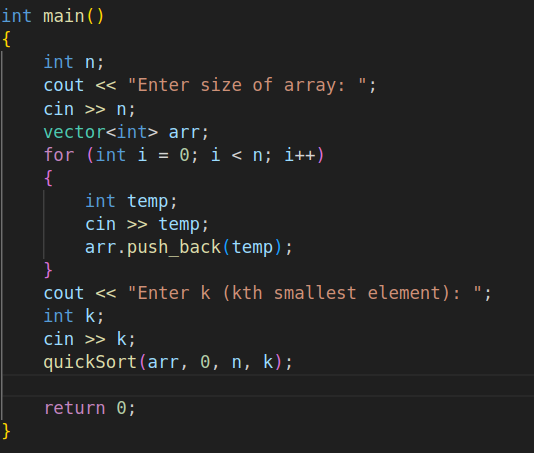 int main()
{
    int n;
    cout << "Enter size of array: ";
    cin >> n;
    vector<int> arr;
    for (int i = 0; i < n; i++)
    {
        int temp;
        cin >> temp;
        arr.push_back(temp);
    }
    cout << "Enter k (kth smallest element): ";
    int k;
    cin >> k;
    quickSort(arr, 0, n, k);
    return 0;
}